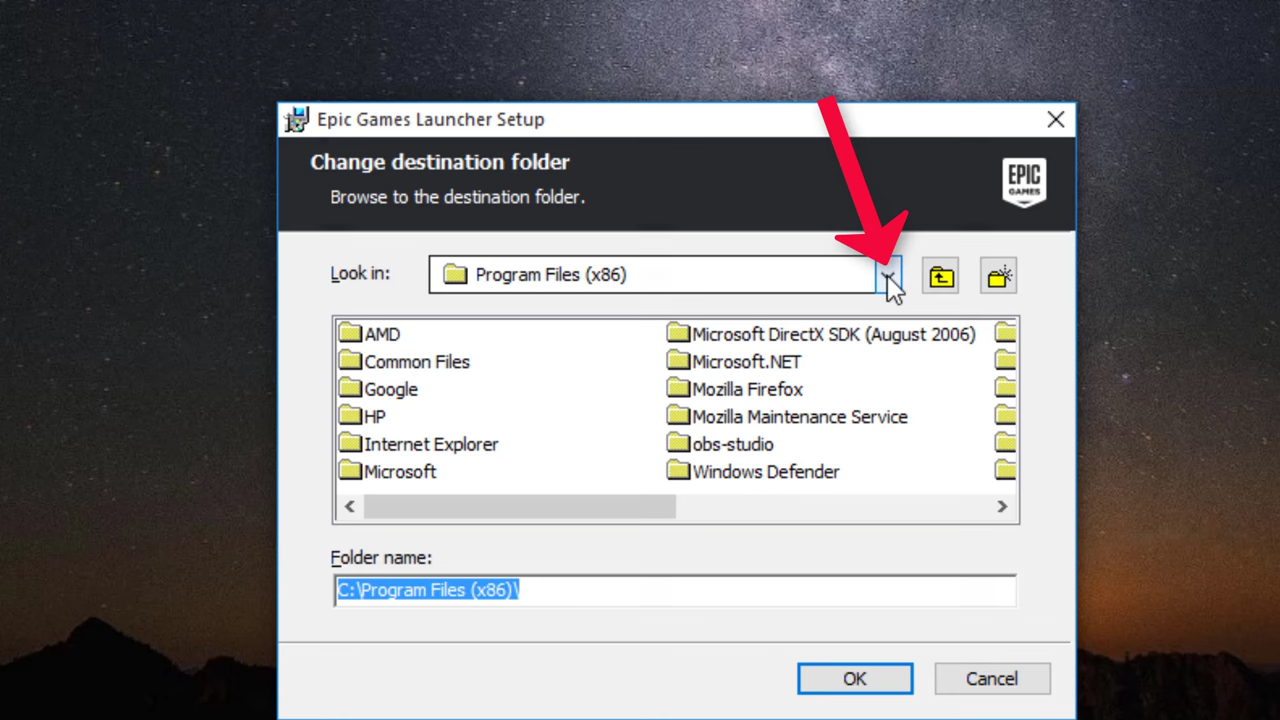 Epic Games Launcher Setup
Change destination folder
Browse to the destination folder.
EPIC
GAMES
Look in:
Program Files (x86)
AMD
Common Files
Google
HP
Internet Explorer
Microsoft
Microsoft DirectX SDK (August 2006)
Microsoft.NET
Mozilla Firefox
Mozilla Maintenance Service
obs-studio
Windows Defender
Folder name:
C:\Program Files (x86)\
OK
Cancel